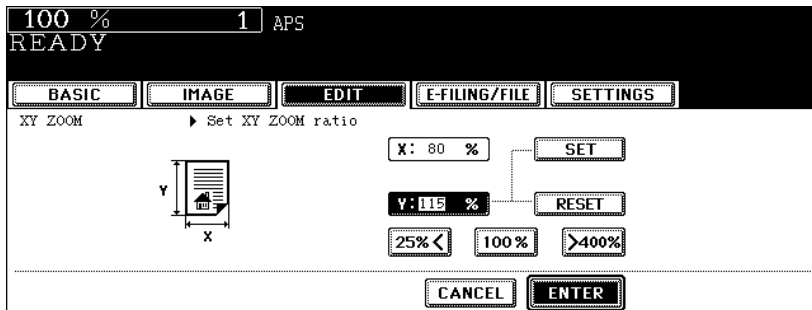 100 % 1 APS
READY
BASIC IMAGE EDIT E-FILING/FILE SETTINGS
XY ZOOM ▶ Set XY ZOOM ratio
X: 80 % SET
Y
Y: 115 % RESET
X
25%< 100% >400%
CANCEL ENTER